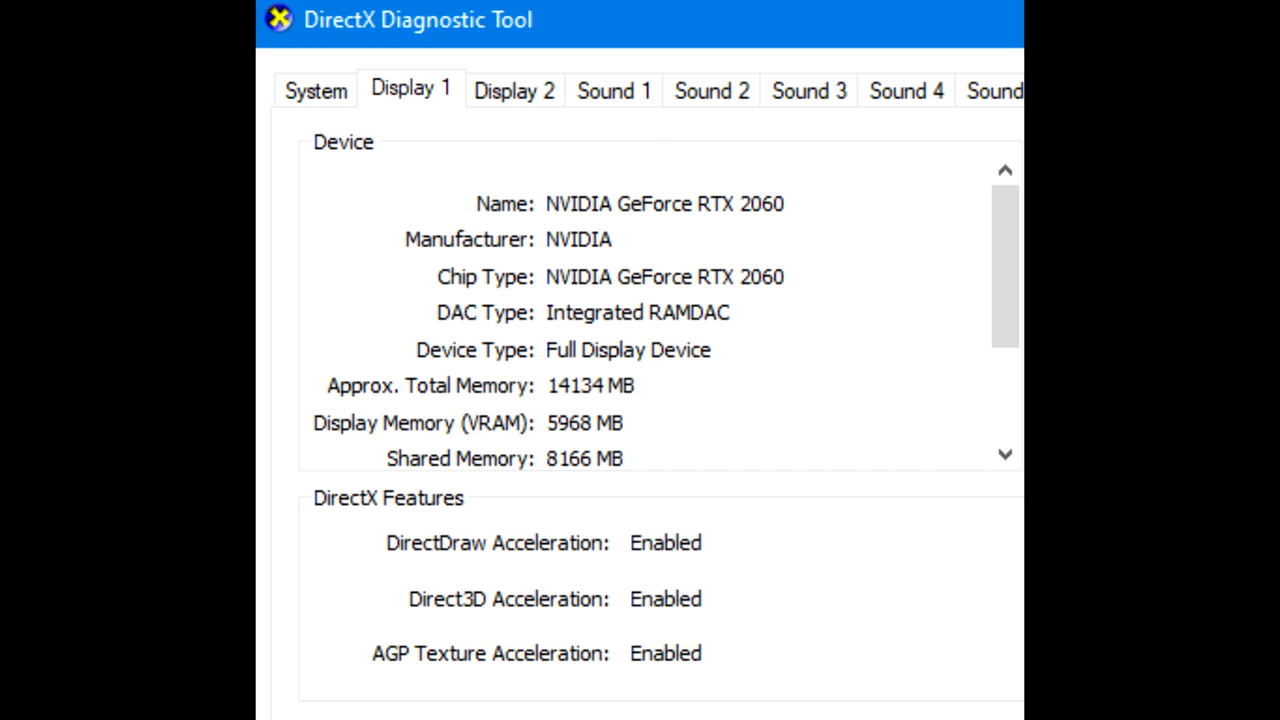 DirectX Diagnostic Tool
System Display 1 Display 2 Sound 1 Sound 2 Sound 3 Sound 4 Sound
Device
Name: NVIDIA GeForce RTX 2060
Manufacturer: NVIDIA
Chip Type: NVIDIA GeForce RTX 2060
DAC Type: Integrated RAMDAC
Device Type: Full Display Device
Approx. Total Memory: 14134 MB
Display Memory (VRAM): 5968 MB
Shared Memory: 8166 MB
DirectX Features
DirectDraw Acceleration: Enabled
Direct3D Acceleration: Enabled
AGP Texture Acceleration: Enabled